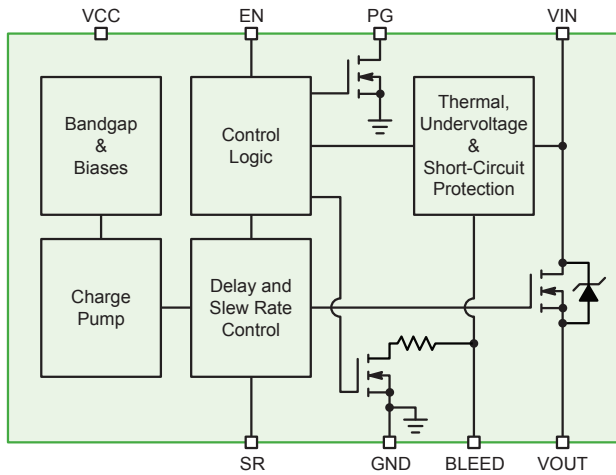 VCC
EN
PG
VIN
Bandgap
&
Biases
Control
Logic
Thermal,
Undervoltage
&
Short-Circuit
Protection
Charge
Pump
Delay and
Slew Rate
Control
SR
GND
BLEED
VOUT